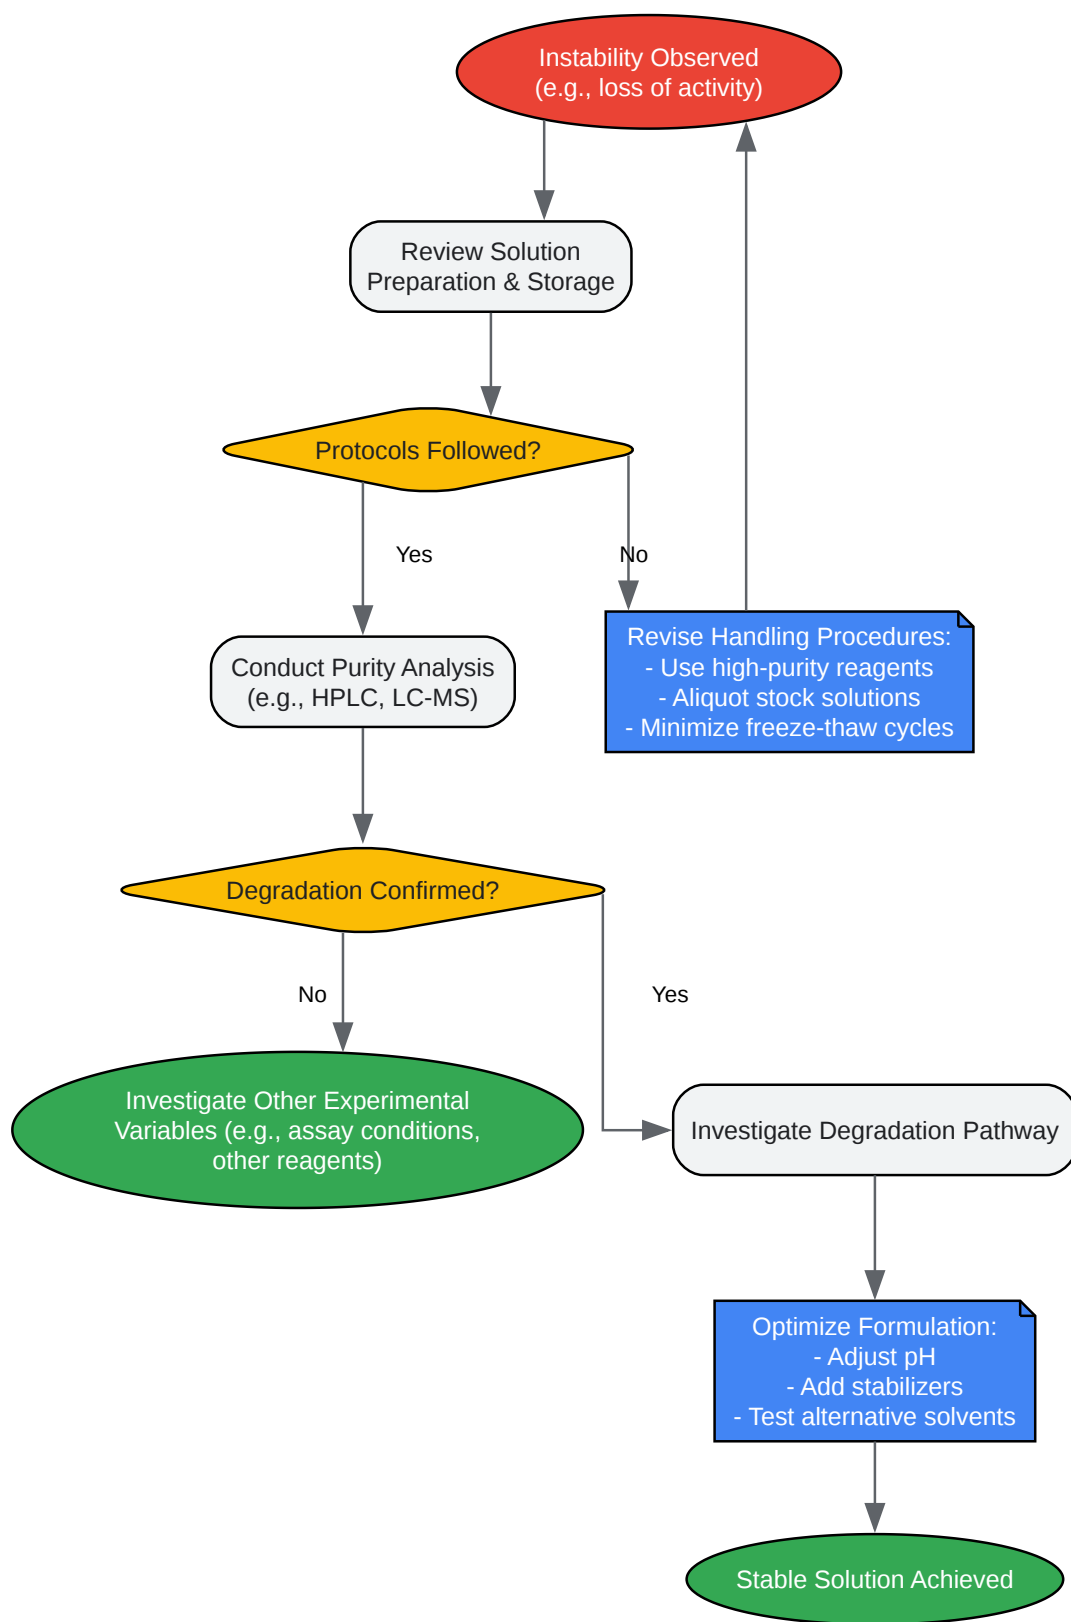 Instability Observed
(e.g., loss of activity)
Review Solution
Preparation & Storage
Protocols Followed?
Yes
No
Revise Handling Procedures:
- Use high-purity reagents
- Aliquot stock solutions
- Minimize freeze-thaw cycles
Conduct Purity Analysis
(e.g., HPLC, LC-MS)
Degradation Confirmed?
No
Yes
Investigate Other Experimental
Variables (e.g., assay conditions,
other reagents)
Investigate Degradation Pathway
Optimize Formulation:
- Adjust pH
- Add stabilizers
- Test alternative solvents
Stable Solution Achieved